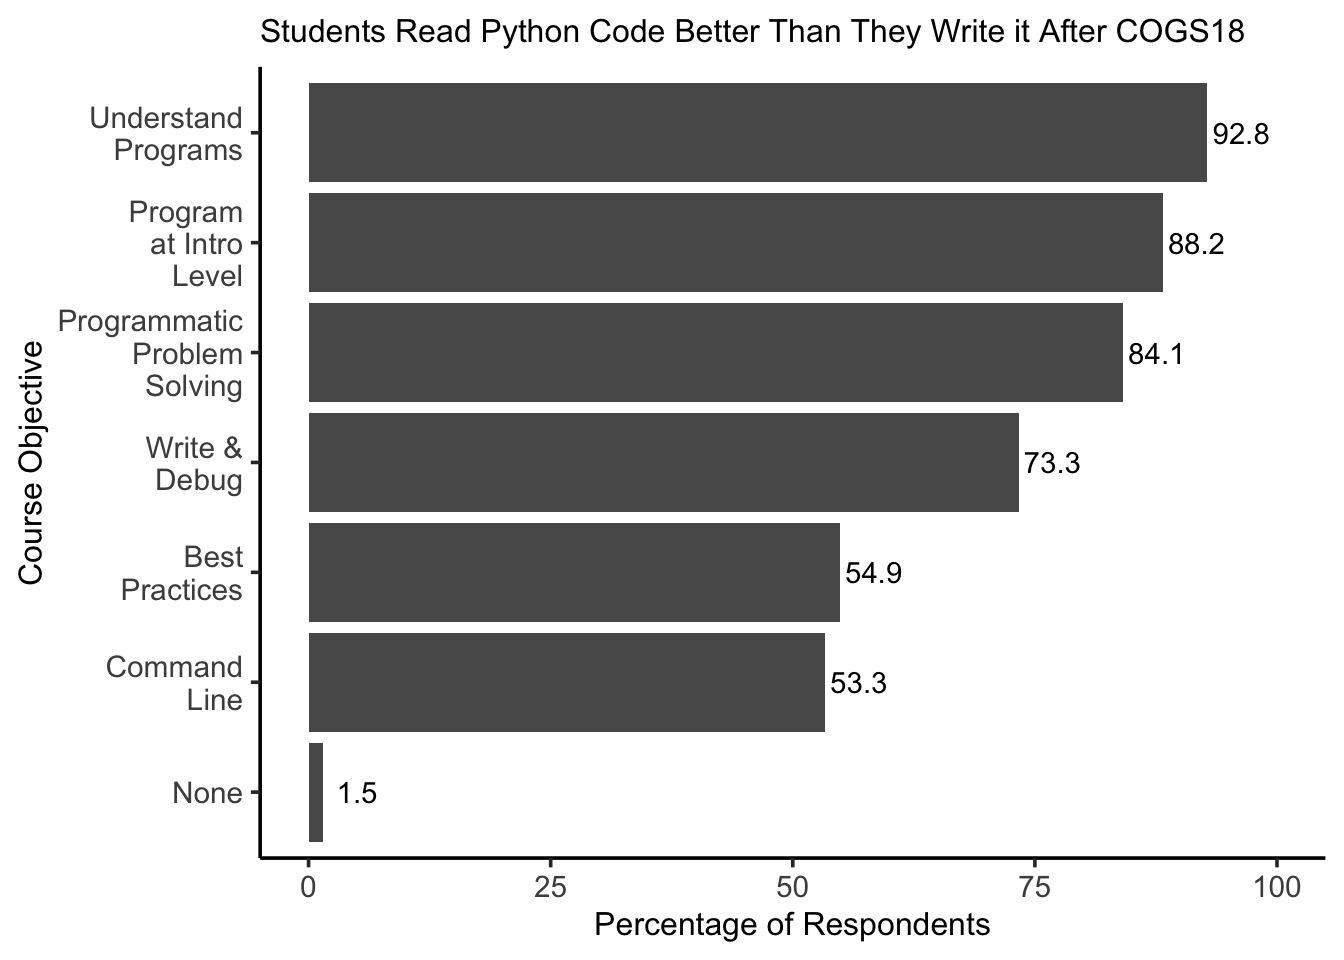 Students Read Python Code Better Than They Write it After COGS18
Course Objective
Understand
Programs
92.8
Program
at Intro
Level
88.2
Programmatic
Problem
Solving
84.1
Write &
Debug
73.3
Best
Practices
54.9
Command
Line
53.3
None
1.5
0 25 50 75 100
Percentage of Respondents